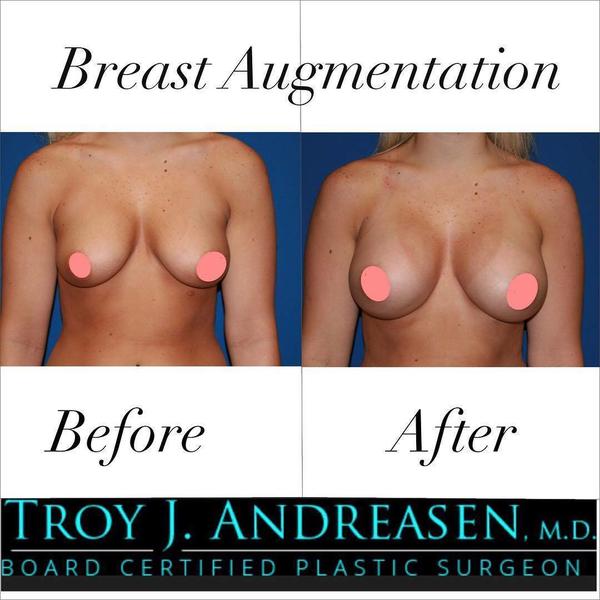 Breast Augmentation
Before
After
TROY J. ANDREASEN, M.D.
BOARD CERTIFIED PLASTIC SURGEON